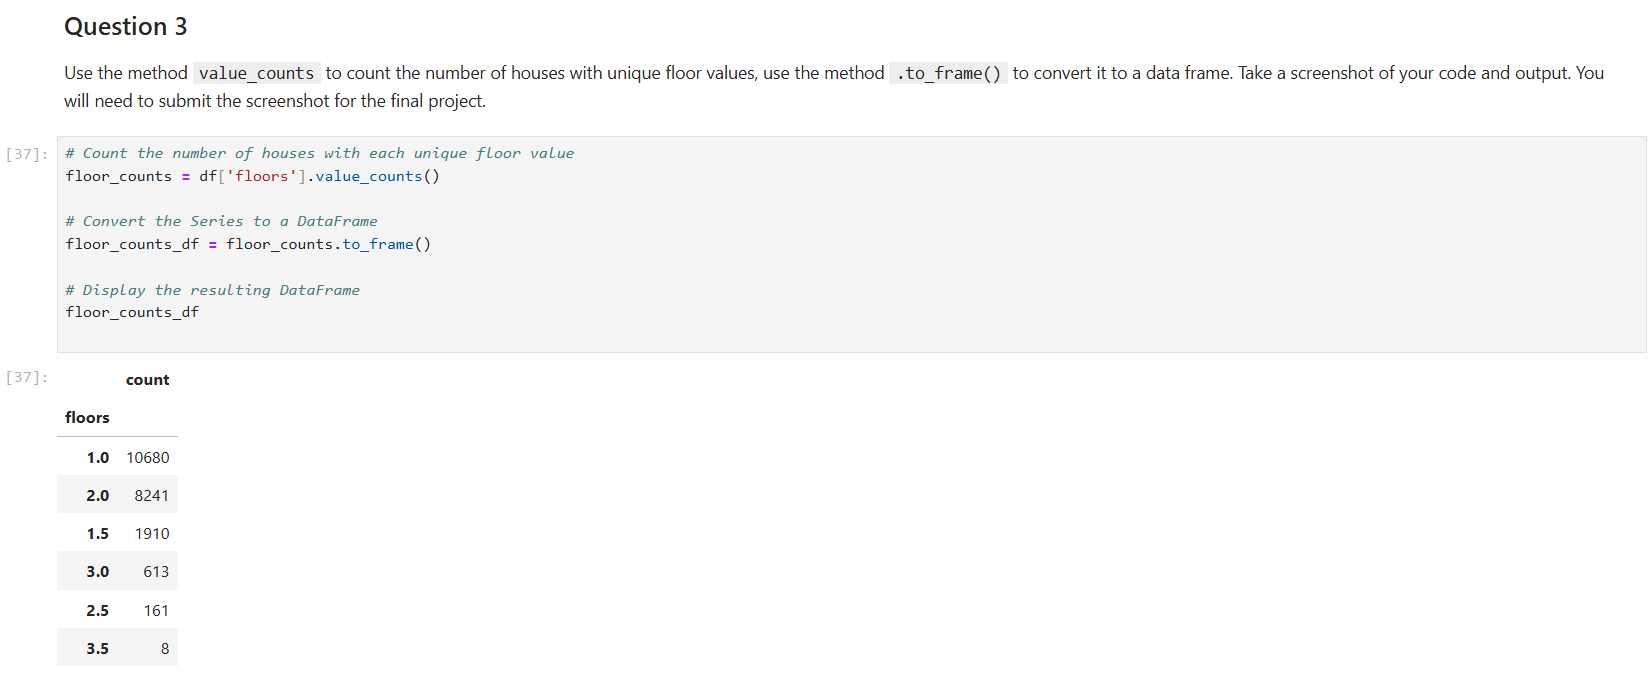 Question 3
Use the method value_counts to count the number of houses with unique floor values, use the method .to_frame() to convert it to a data frame. Take a screenshot of your code and output. You
will need to submit the screenshot for the final project.
[37]: # Count the number of houses with each unique floor value
floor_counts = df['floors'].value_counts()
# Convert the Series to a DataFrame
floor_counts_df = floor_counts.to_frame()
# Display the resulting DataFrame
floor_counts_df
[37]: count
floors
1.0 10680
2.0 8241
1.5 1910
3.0 613
2.5 161
3.5 8